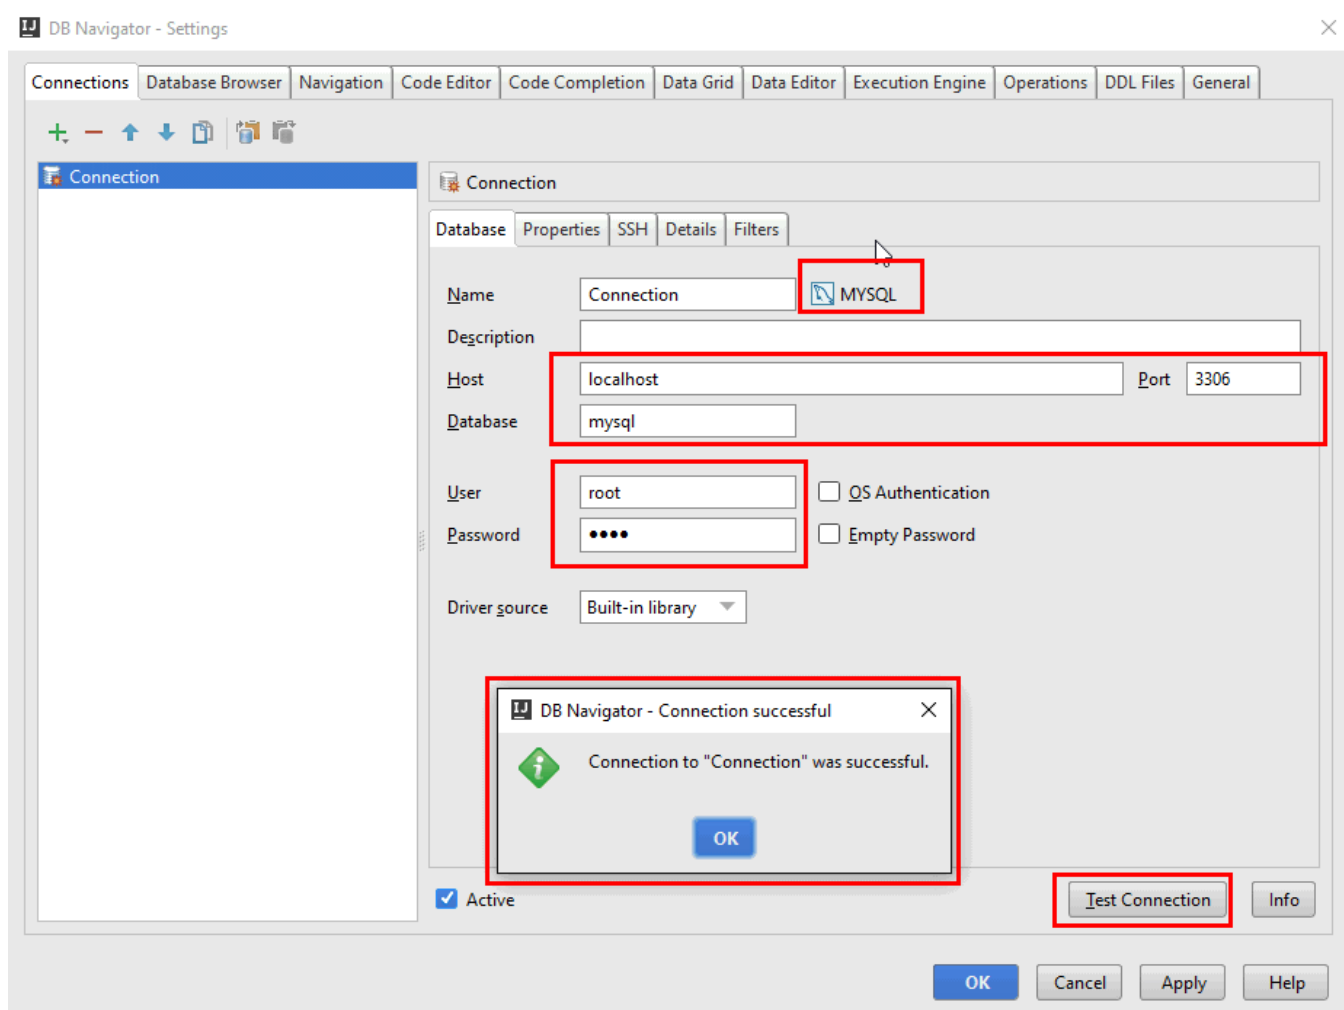 DB Navigator - Settings
Connections Database Browser Navigation Code Editor Code Completion Data Grid Data Editor Execution Engine Operations DDL Files General
Connection
Connection
Database Properties SSH Details Filters
Name Connection MYSQL
Description
Host localhost Port 3306
Database mysql
User root OS Authentication
Password •••• Empty Password
Driver source Built-in library
DB Navigator - Connection successful
Connection to "Connection" was successful.
OK
Active Test Connection Info
OK Cancel Apply Help